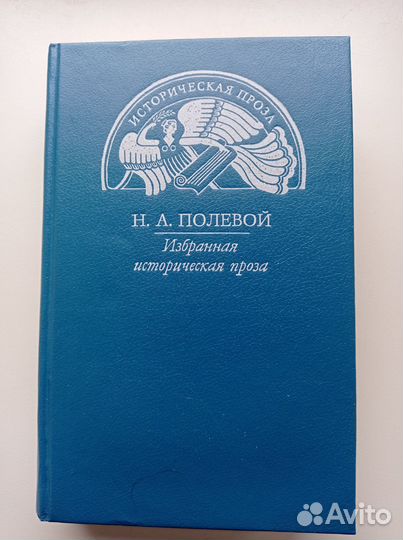 ИСТОРИЧЕСКАЯ ПРОЗА
Н. А. ПОЛЕВОЙ
Избранная
историческая проза
Avito